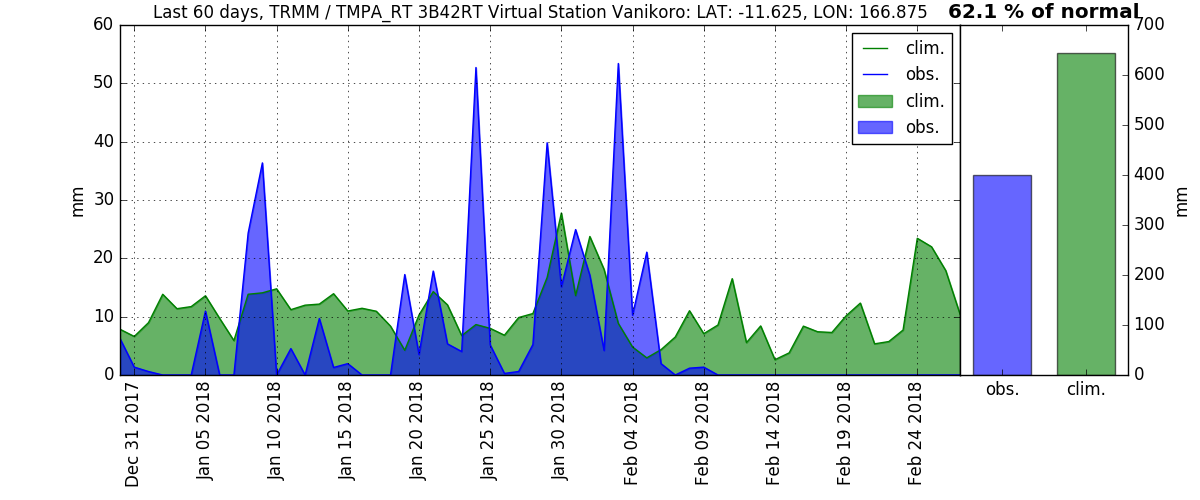 Last 60 days, TRMM / TMPA_RT 3B42RT Virtual Station Vanikoro: LAT: -11.625, LON: 166.875
62.1 % of normal
60
50
40
30
20
10
0
mm
clim.
obs.
clim.
obs.
700
600
500
400
300
200
100
0
mm
Dec 31 2017
Jan 05 2018
Jan 10 2018
Jan 15 2018
Jan 20 2018
Jan 25 2018
Jan 30 2018
Feb 04 2018
Feb 09 2018
Feb 14 2018
Feb 19 2018
Feb 24 2018
obs.
clim.